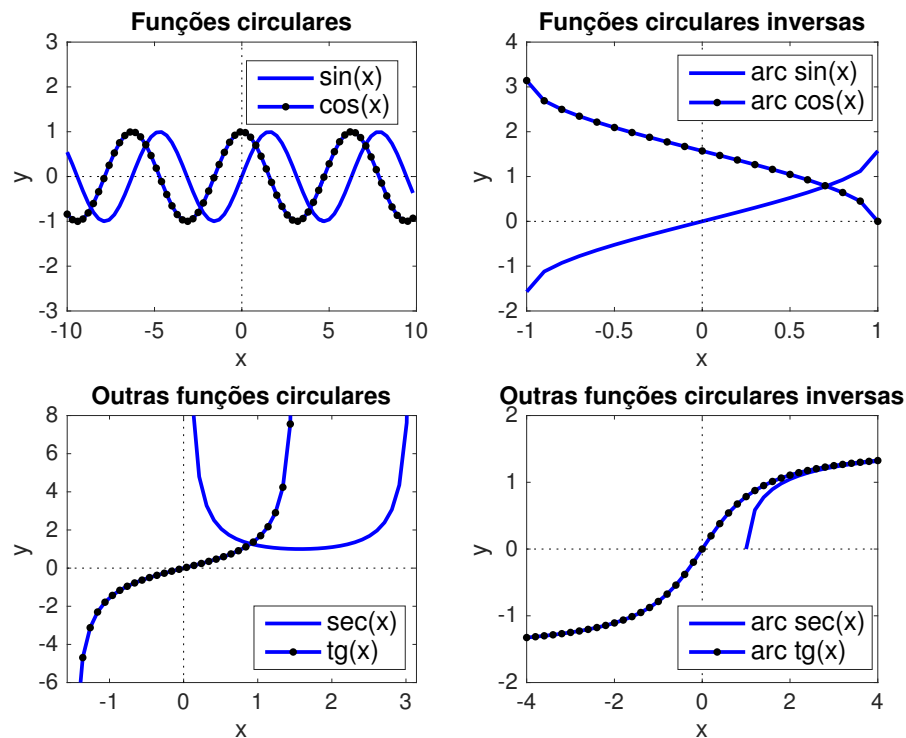 Funções circulares
3
2
1
0
-1
-2
-3
-10 -5 0 5 10
y
x
sin(x)
cos(x)
Funções circulares inversas
4
3
2
1
0
-1
-2
-1 -0.5 0 0.5 1
y
x
arc sin(x)
arc cos(x)
Outras funções circulares
8
6
4
2
0
-2
-4
-6
-1 0 1 2 3
y
x
sec(x)
tg(x)
Outras funções circulares inversas
2
1
0
-1
-2
-4 -2 0 2 4
y
x
arc sec(x)
arc tg(x)